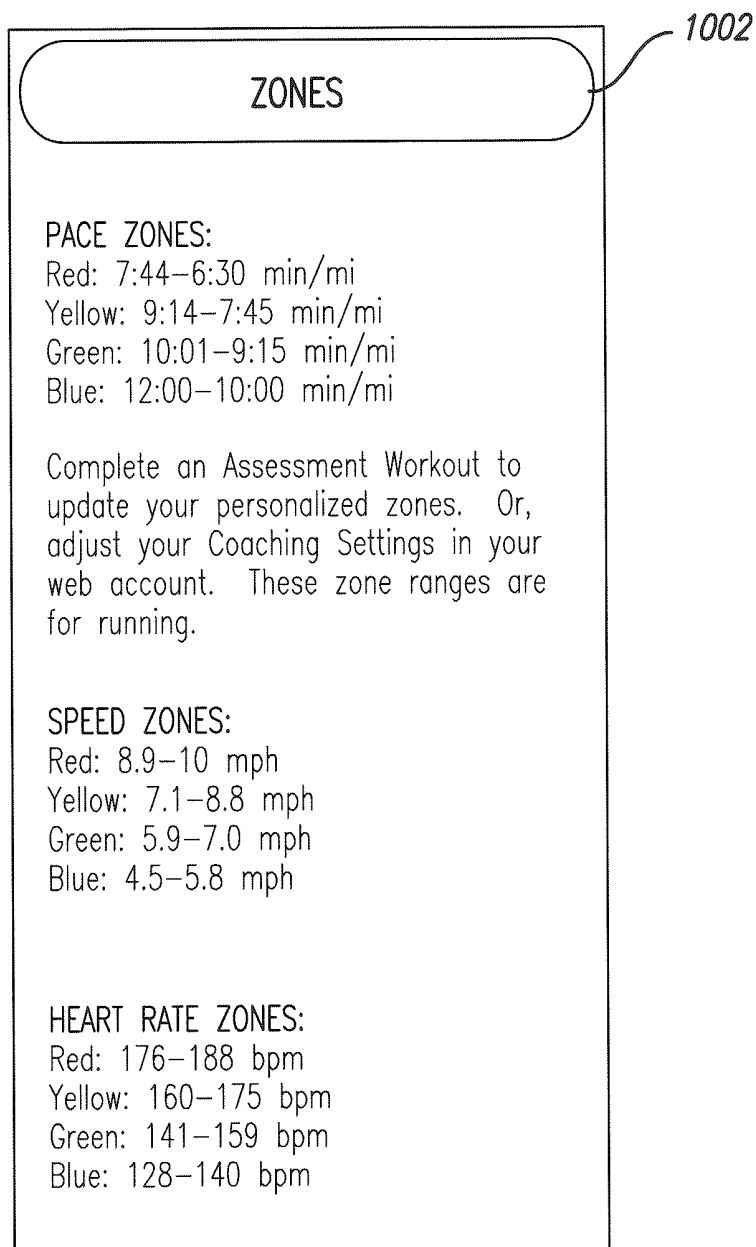 1002
ZONES
PACE ZONES:
Red: 7:44–6:30 min/mi
Yellow: 9:14–7:45 min/mi
Green: 10:01–9:15 min/mi
Blue: 12:00–10:00 min/mi
Complete an Assessment Workout to
update your personalized zones. Or,
adjust your Coaching Settings in your
web account. These zone ranges are
for running.
SPEED ZONES:
Red: 8.9–10 mph
Yellow: 7.1–8.8 mph
Green: 5.9–7.0 mph
Blue: 4.5–5.8 mph
HEART RATE ZONES:
Red: 176–188 bpm
Yellow: 160–175 bpm
Green: 141–159 bpm
Blue: 128–140 bpm